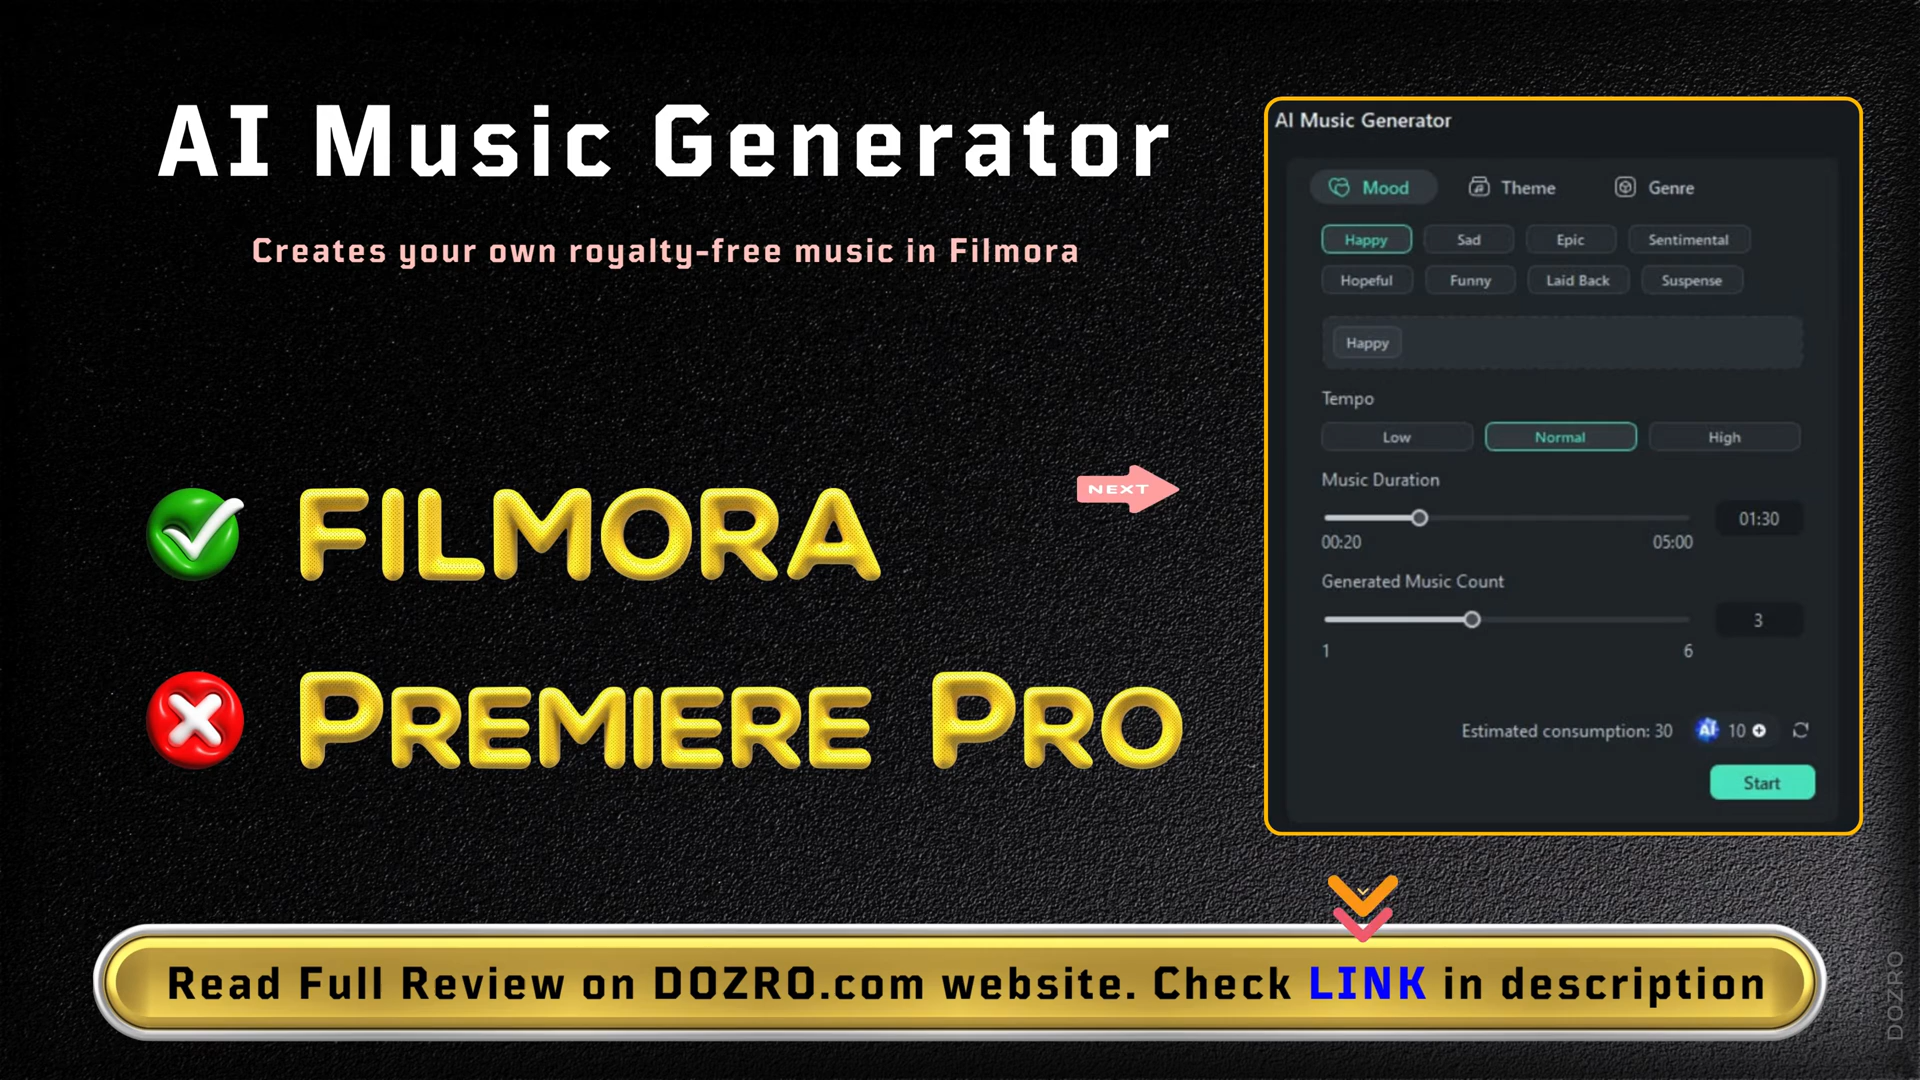 AI Music Generator
Creates your own royalty-free music in Filmora
FILMORA
NEXT
PREMIERE PRO
AI Music Generator
Mood Theme Genre
Happy Sad Epic Sentimental
Hopeful Funny Laid Back Suspense
Happy
Tempo
Low Normal High
Music Duration
01:30
00:20 05:00
Generated Music Count
3
1 6
Estimated consumption: 30 AI 10
Start
Read Full Review on DOZRO.com website. Check LINK in description
DOZRO